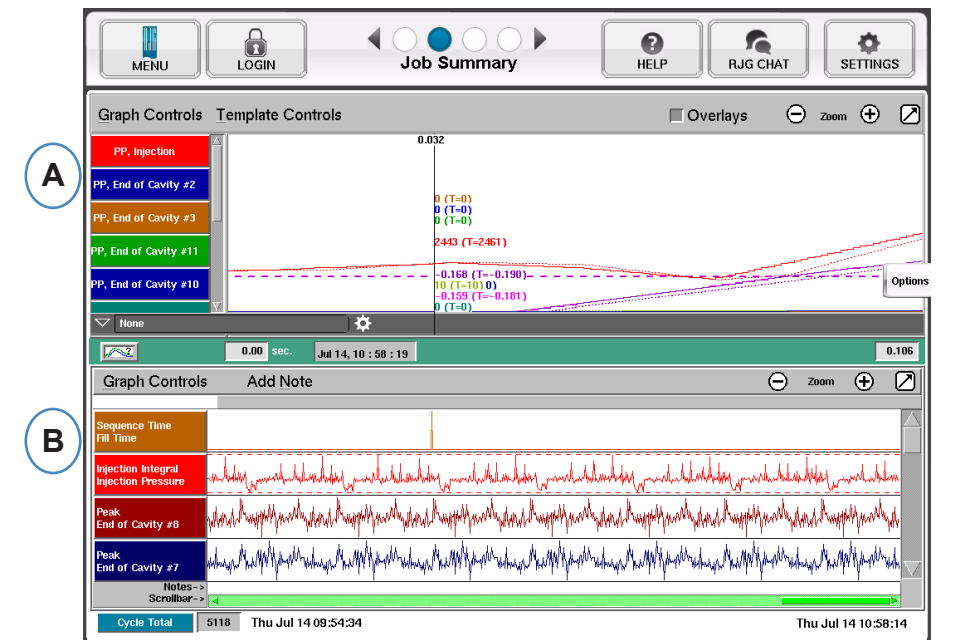 MENU
LOGIN
Job Summary
HELP
RJG CHAT
SETTINGS
Graph Controls Template Controls Overlays Zoom
0.032
A
PP, Injection
PP, End of Cavity #2
PP, End of Cavity #3
PP, End of Cavity #11
PP, End of Cavity #10
0 (T=0)
0 (T=0)
0 (T=0)
2443 (T=2461)
-0.168 (T=-0.190)
10 (T=10) 0)
-0.159 (T=-0.181)
0 (T=0)
Options
None
0.00 sec. Jul 14, 10 : 58 : 19 0.106
Graph Controls Add Note Zoom
B
Sequence Time
Fill Time
Injection Integral
Injection Pressure
Peak
End of Cavity #8
Peak
End of Cavity #7
Notes->
Scrollbar->
Cycle Total 5118 Thu Jul 14 09:54:34 Thu Jul 14 10:58:14